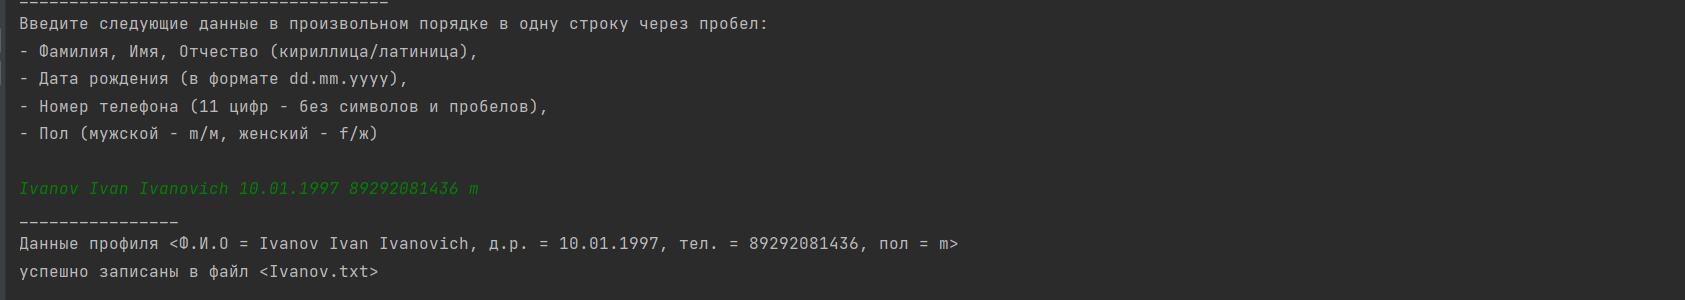 _____________________________________
Введите следующие данные в произвольном порядке в одну строку через пробел:
- Фамилия, Имя, Отчество (кириллица/латиница),
- Дата рождения (в формате dd.mm.yyyy),
- Номер телефона (11 цифр - без символов и пробелов),
- Пол (мужской - m/м, женский - f/ж)
Ivanov Ivan Ivanovich 10.01.1997 89292081436 m
________________
Данные профиля <Ф.И.О = Ivanov Ivan Ivanovich, д.р. = 10.01.1997, тел. = 89292081436, пол = m>
успешно записаны в файл <Ivanov.txt>